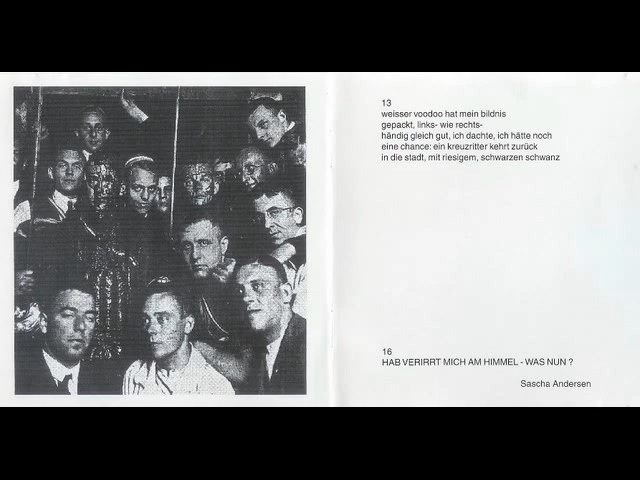 13
weisser voodoo hat mein bildnis
gepackt, links- wie rechts-
händig gleich gut, ich dachte, ich hätte noch
eine chance: ein kreuzritter kehrt zurück
in die stadt, mit riesigem, schwarzen schwanz
16
HAB VERIRRT MICH AM HIMMEL - WAS NUN ?
Sascha Andersen